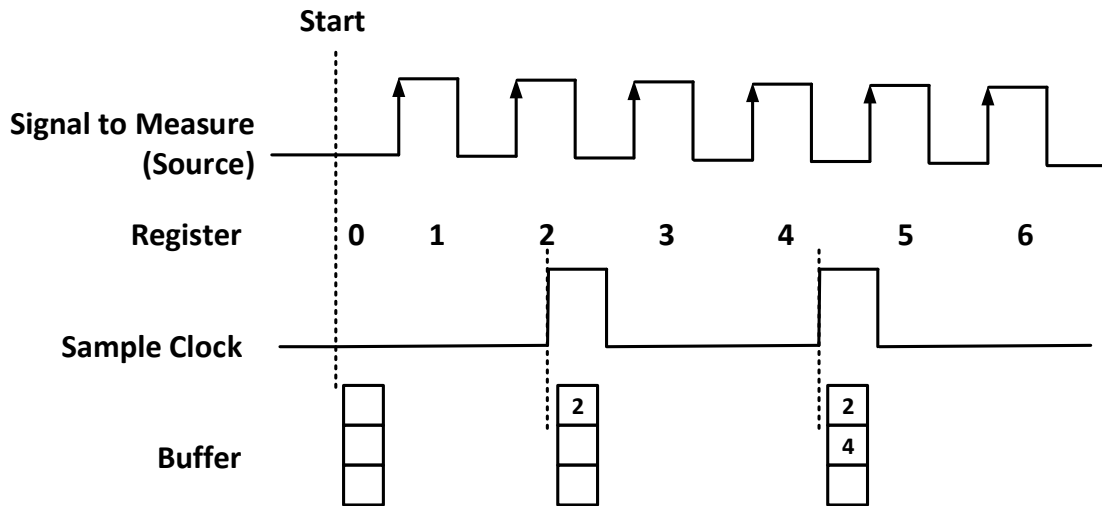 Start
Signal to Measure
(Source)
Register 0 1 2 3 4 5 6
Sample Clock
Buffer
2
2
4